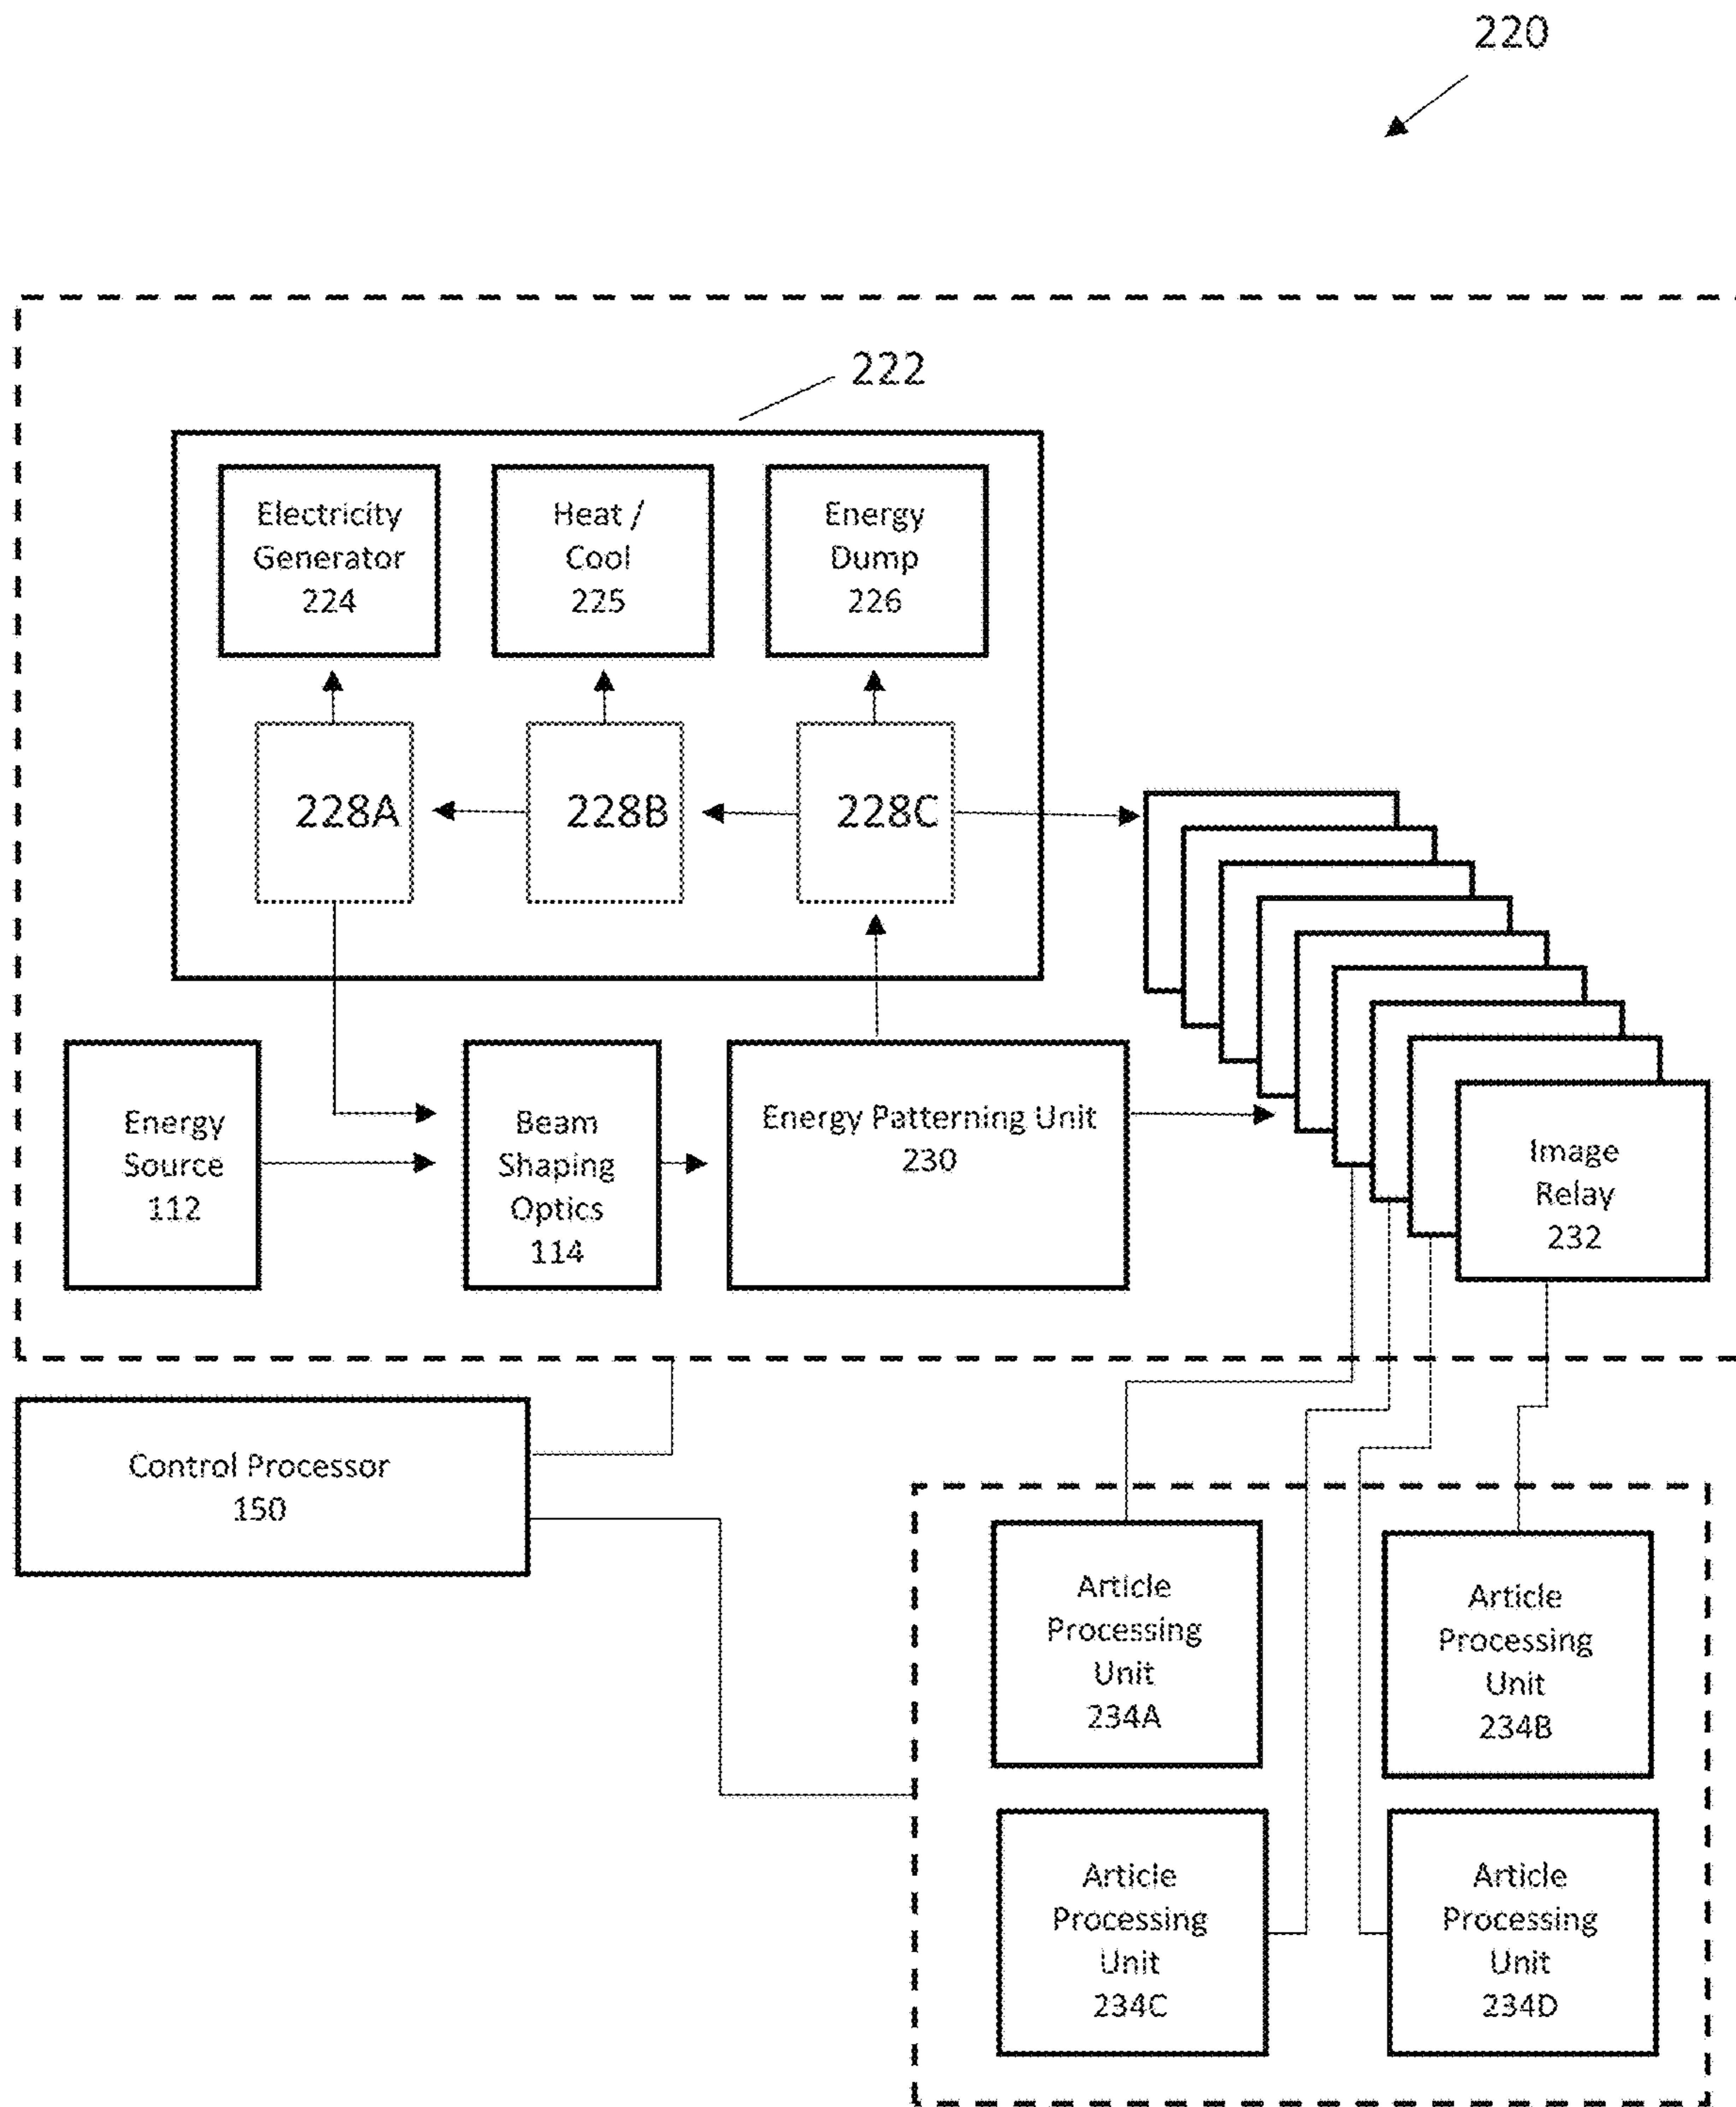 220
222
Electricity
Generator
224
Heat /
Cool
225
Energy
Dump
226
228A
228B
228C
Energy
Source
112
Beam
Shaping
Optics
114
Energy Patterning Unit
230
Image
Relay
232
Control Processor
150
Article
Processing
Unit
234A
Article
Processing
Unit
234B
Article
Processing
Unit
234C
Article
Processing
Unit
234D